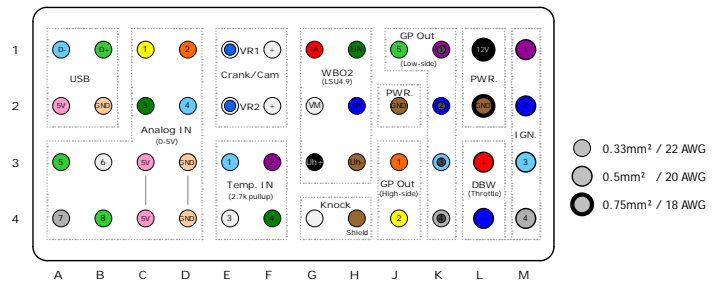 1 D- D+ 1 2 VR1 + 1A UN 5 GP Out 1 12V 1
- (Low-side)
USB Crank/Cam WBO2 PWR.
(LSU4.9)
PWR.
2 5V GND 3 4 VR2 + VM IP GND 2 GND 2
Analog IN IGN.
(0-5V)
0.33mm² / 22 AWG
3 5 6 5V GND 1 2 Uh+ Uh- 1 3 3
0.5mm² / 20 AWG
Temp. IN GP Out DBW
(2.7k pullup) (High-side) (Throttle)
Knock 0.75mm² / 18 AWG
4 7 8 5V GND 3 4 2 4 4
Shield
A B C D E F G H J K L M